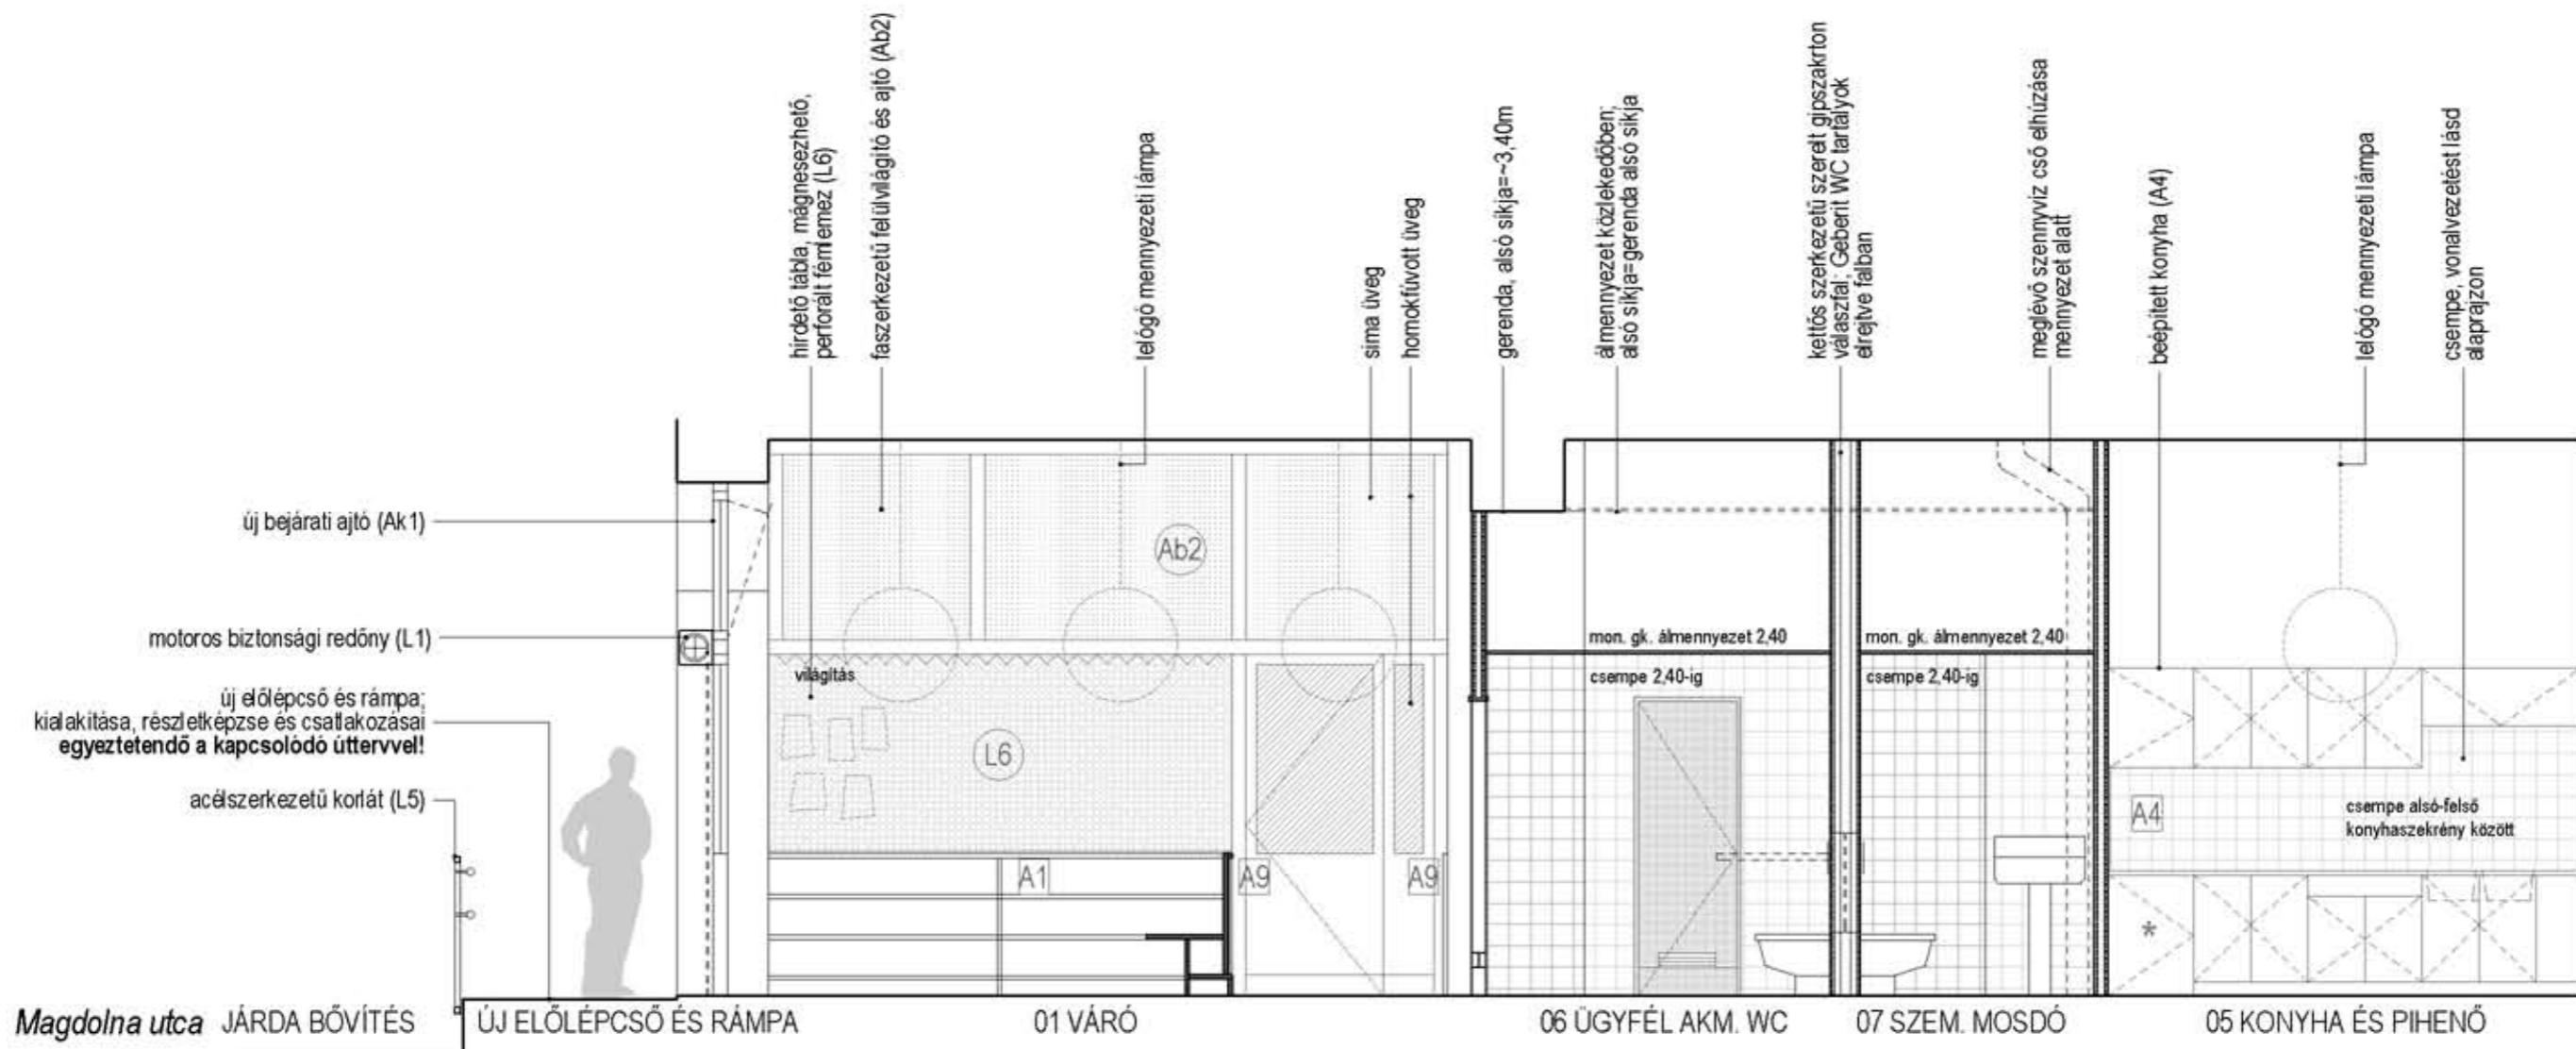 hirdető tábla, mágnesezhető,
perforált fémlemez (L6)
faszerkezetű felülvilágító és ajtó (Ab2)
lelógó mennyezeti lámpa
sima üveg
homokfúvott üveg
gerenda, alsó síkja=~3,40m
álmennyezet közlekedőben;
alsó síkja=gerenda alsó síkja
kettős szerkezetű szerelt gipszakrton
válaszfal; Geberit WC tartályok
elrejtve falban
meglévő szennyvíz cső elhúzása
mennyezet alatt
beépített konyha (A4)
lelógó mennyezeti lámpa
csempe, vonalvezetést lásd
alaprajzon
új bejárati ajtó (Ak1)
motoros biztonsági redőny (L1)
új előlépcső és rámpa;
kialakítása, részletképzse és csatlakozásai
egyeztetendő a kapcsolódó úttervvel!
acélszerkezetű korlát (L5)
Ab2
világítás
L6
A1
A9
A9
mon. gk. álmennyezet 2,40
csempe 2,40-ig
mon. gk. álmennyezet 2,40
csempe 2,40-ig
A4
csempe alsó-felső
konyhaszekrény között
*
Magdolna utca JÁRDA BŐVÍTÉS
ÚJ ELŐLÉPCSŐ ÉS RÁMPA
01 VÁRÓ
06 ÜGYFÉL AKM. WC
07 SZEM. MOSDÓ
05 KONYHA ÉS PIHENŐ